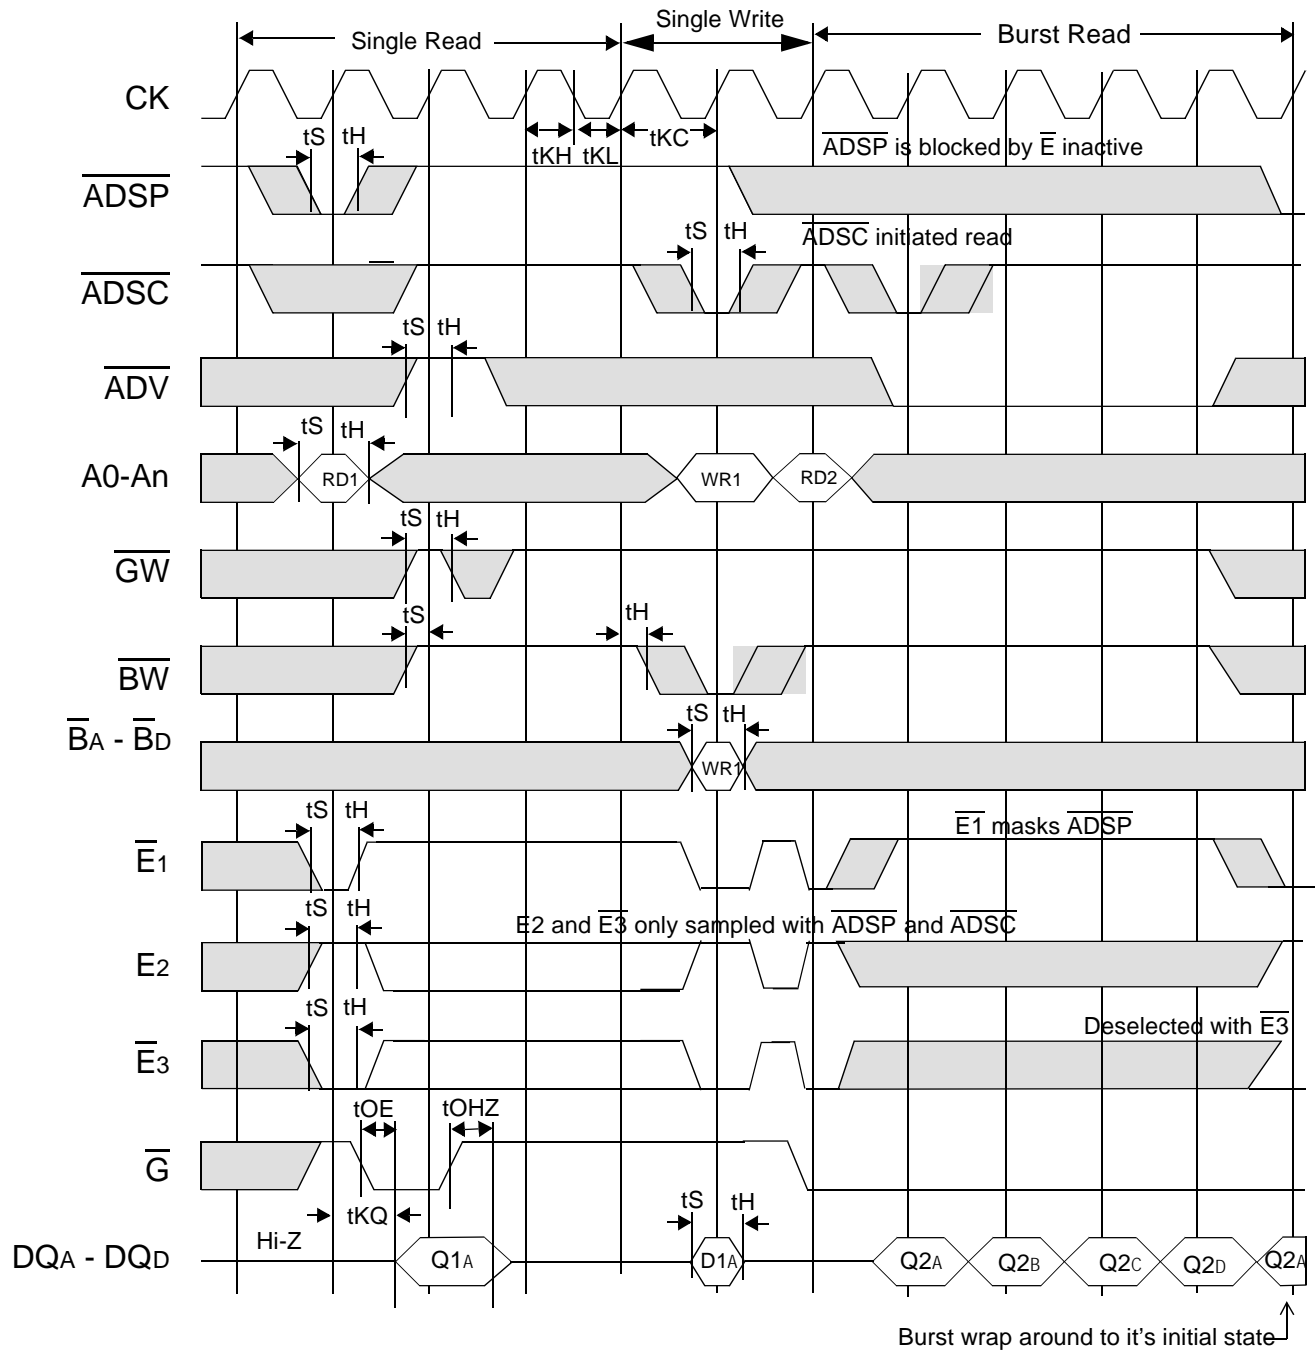 Single Read
Single Write
Burst Read
CK
tS tH
tKH tKL tKC
ADSP is blocked by E inactive
ADSP
tS tH
ADSC initiated read
ADSC
tS tH
ADV
tS tH
A0-An
RD1 WR1 RD2
tS tH
GW
tS tH
BW
BA - BD
tS tH
WR1
tS tH
E1 masks ADSP
E1
tS tH
E2 and E3 only sampled with ADSP and ADSC
E2
tS tH
Deselected with E3
E3
tOE tOHZ
G
tKQ
tS tH
Hi-Z
DQA - DQD
Q1A D1A Q2A Q2B Q2C Q2D Q2A
Burst wrap around to it's initial state